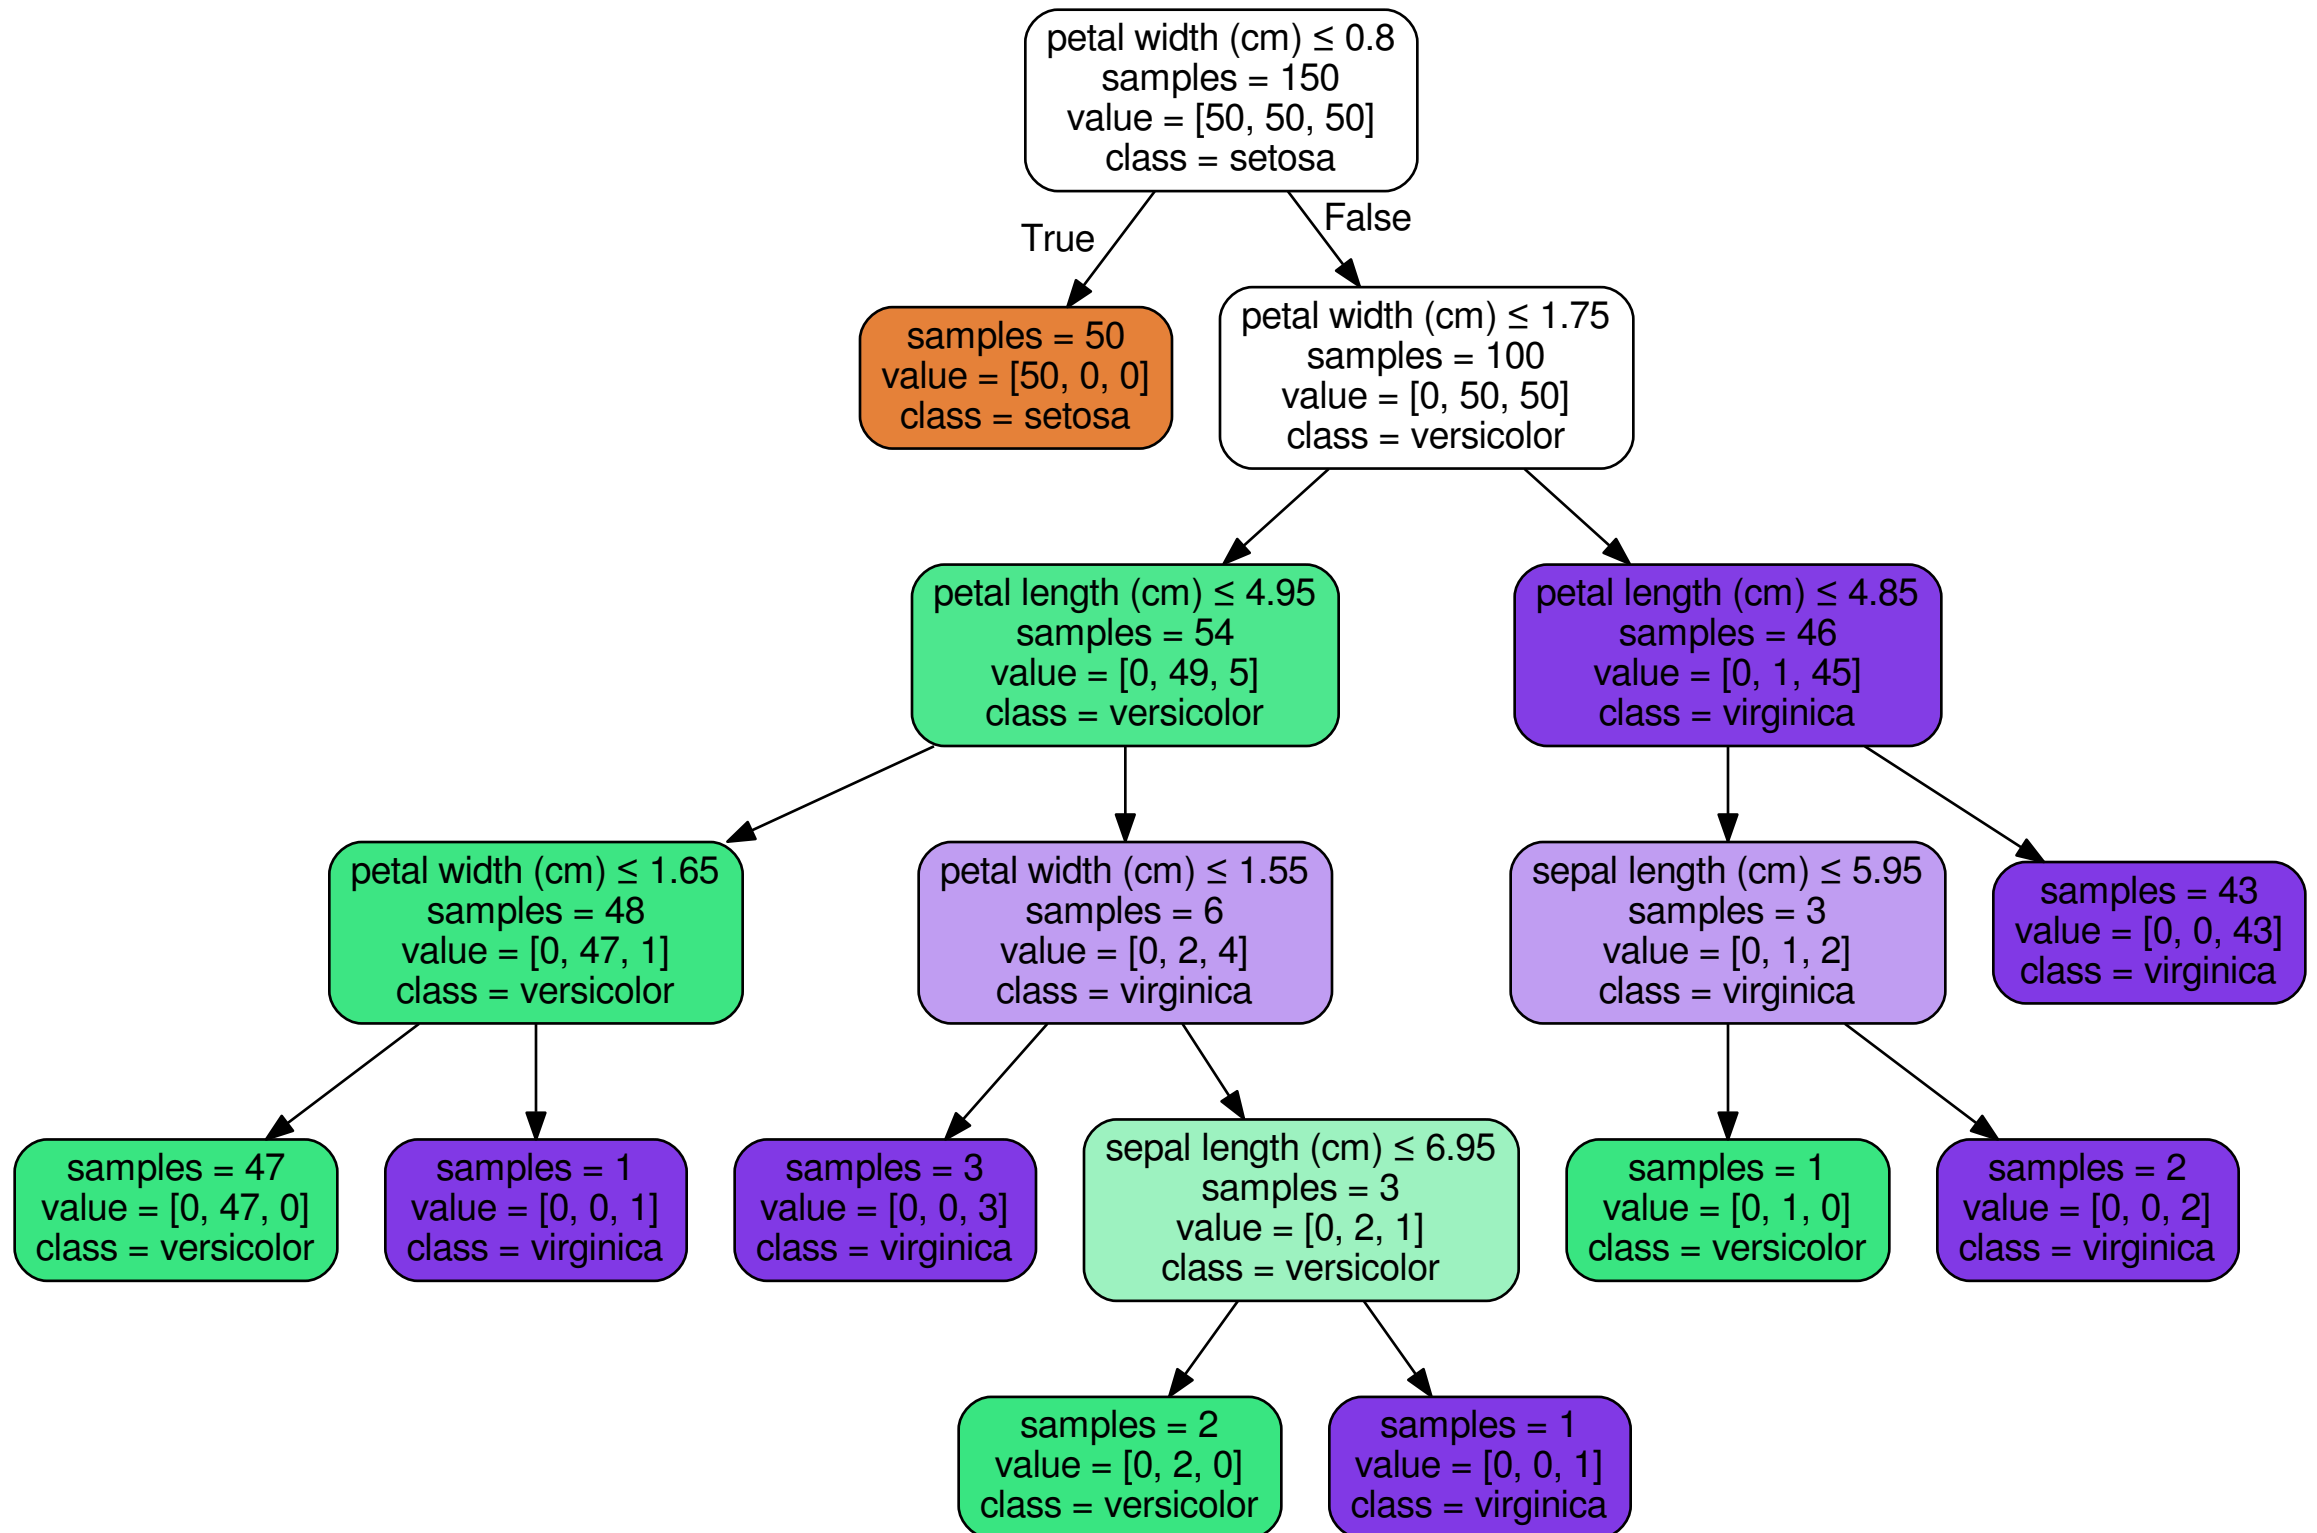 petal width (cm) ≤ 0.8
samples = 150
value = [50, 50, 50]
class = setosa
True
False
samples = 50
value = [50, 0, 0]
class = setosa
petal width (cm) ≤ 1.75
samples = 100
value = [0, 50, 50]
class = versicolor
petal length (cm) ≤ 4.95
samples = 54
value = [0, 49, 5]
class = versicolor
petal length (cm) ≤ 4.85
samples = 46
value = [0, 1, 45]
class = virginica
petal width (cm) ≤ 1.65
samples = 48
value = [0, 47, 1]
class = versicolor
petal width (cm) ≤ 1.55
samples = 6
value = [0, 2, 4]
class = virginica
sepal length (cm) ≤ 5.95
samples = 3
value = [0, 1, 2]
class = virginica
samples = 43
value = [0, 0, 43]
class = virginica
samples = 47
value = [0, 47, 0]
class = versicolor
samples = 1
value = [0, 0, 1]
class = virginica
samples = 3
value = [0, 0, 3]
class = virginica
sepal length (cm) ≤ 6.95
samples = 3
value = [0, 2, 1]
class = versicolor
samples = 1
value = [0, 1, 0]
class = versicolor
samples = 2
value = [0, 0, 2]
class = virginica
samples = 2
value = [0, 2, 0]
class = versicolor
samples = 1
value = [0, 0, 1]
class = virginica